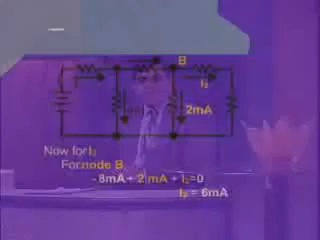 B
I₂
2mA
Now for I₂
For node B,
- 8mA + 2 mA + I₂=0
I₂ = 6mA